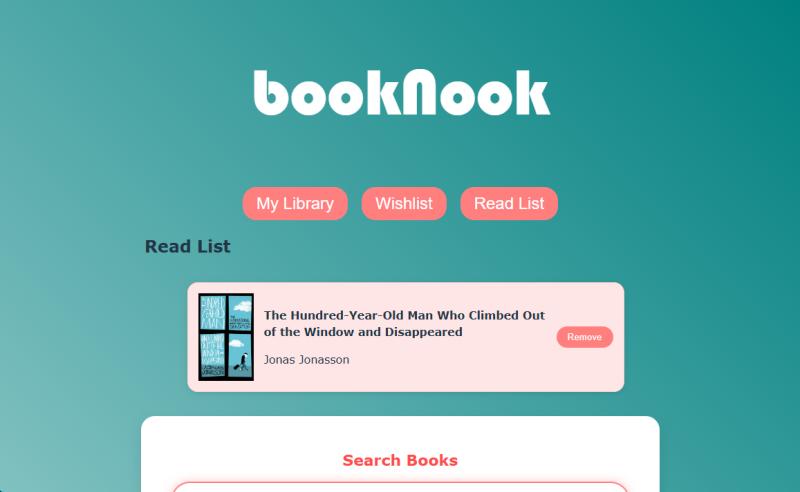 bookNook
My Library Wishlist Read List
Read List
The Hundred-Year-Old Man Who Climbed Out
of the Window and Disappeared
Jonas Jonasson
Remove
Search Books